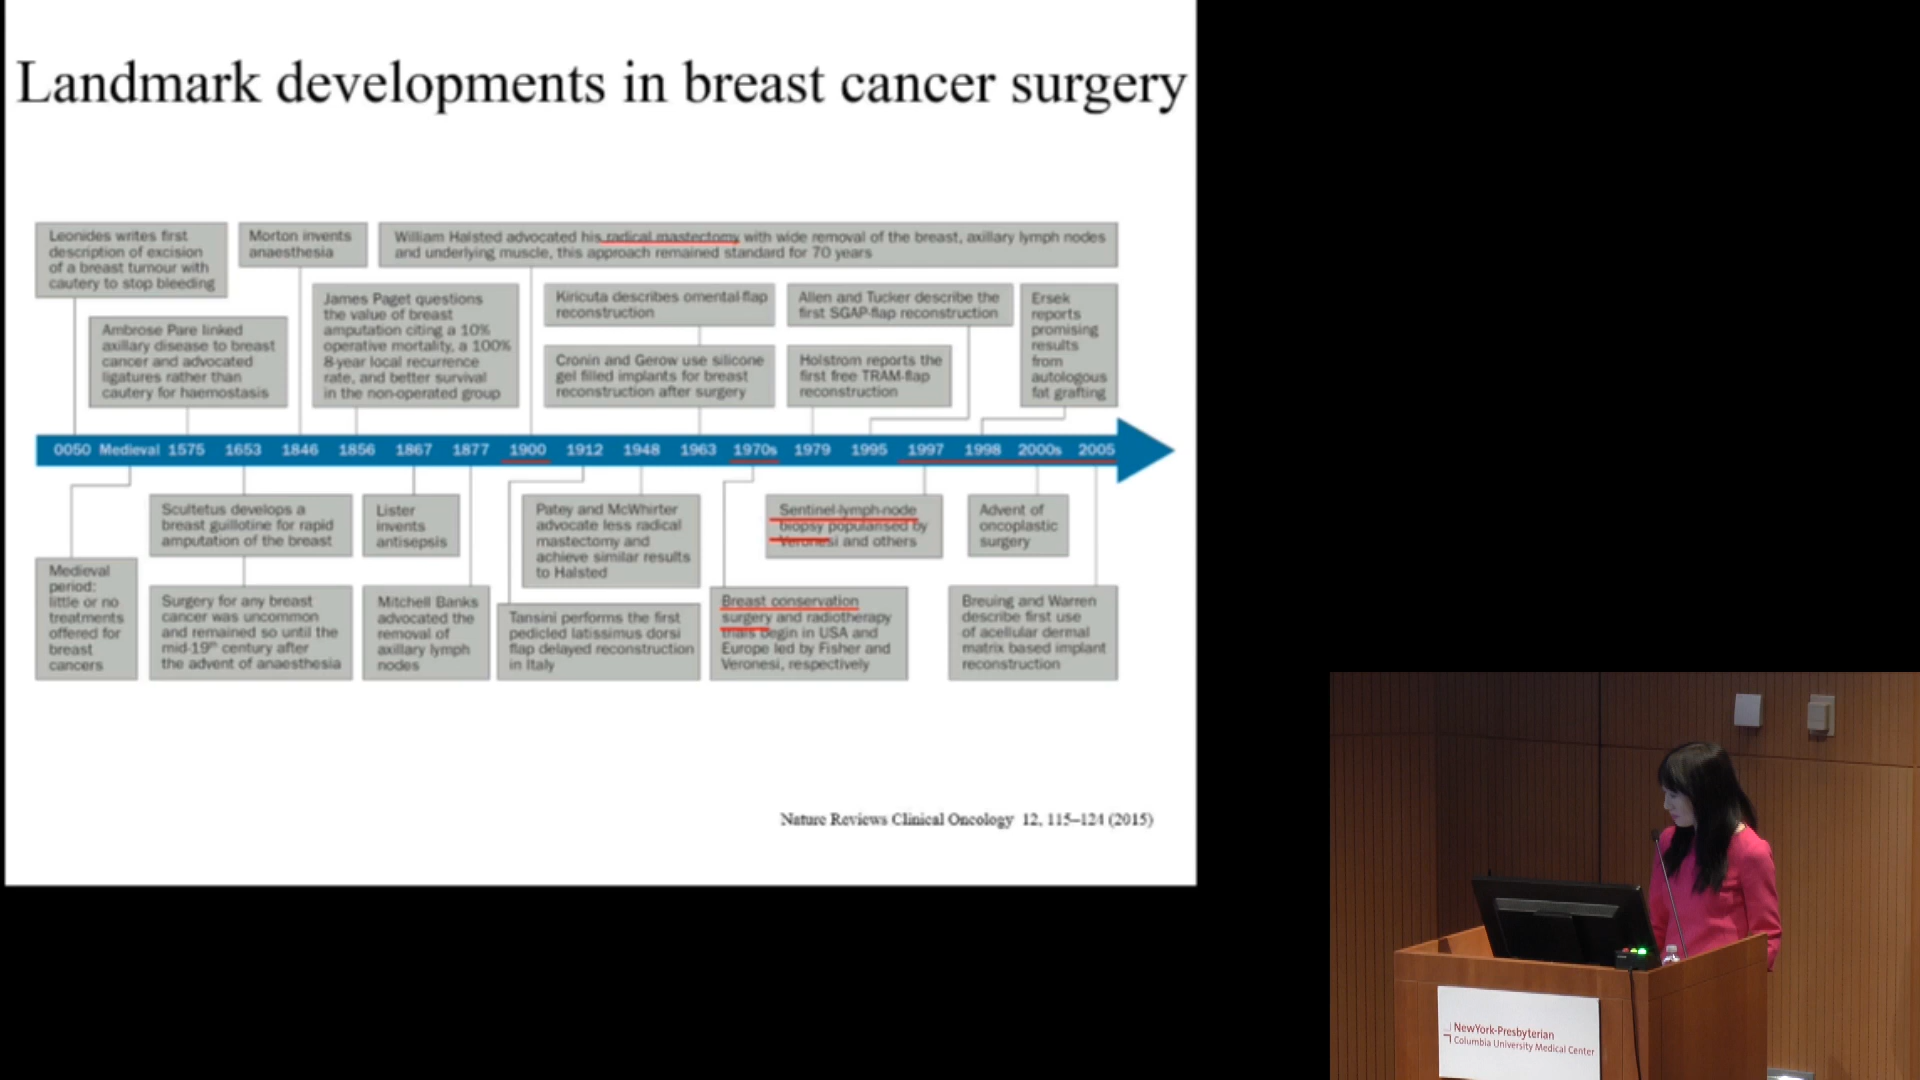 Landmark developments in breast cancer surgery
Leonides writes first
description of excision
of a breast tumour with
cautery to stop bleeding
Morton invents
anaesthesia
William Halsted advocated his radical mastectomy with wide removal of the breast, axillary lymph nodes
and underlying muscle, this approach remained standard for 70 years
Ambrose Pare linked
axillary disease to breast
cancer and advocated
ligatures rather than
cautery for haemostasis
James Paget questions
the value of breast
amputation citing a 10%
operative mortality, a 100%
8-year local recurrence
rate, and better survival
in the non-operated group
Kiricuta describes omental-flap
reconstruction
Cronin and Gerow use silicone
gel filled implants for breast
reconstruction after surgery
Allen and Tucker describe the
first SGAP-flap reconstruction
Holstrom reports the
first free TRAM-flap
reconstruction
Ersek
reports
promising
results
from
autologous
fat grafting
0050 Medieval 1575 1653 1846 1856 1867 1877 1900 1912 1948 1963 1970s 1979 1995 1997 1998 2000s 2005
Medieval
period:
little or no
treatments
offered for
breast
cancers
Scultetus develops a
breast guillotine for rapid
amputation of the breast
Surgery for any breast
cancer was uncommon
and remained so until the
mid-19th century after
the advent of anaesthesia
Lister
invents
antisepsis
Mitchell Banks
advocated the
removal of
axillary lymph
nodes
Patey and McWhirter
advocate less radical
mastectomy and
achieve similar results
to Halsted
Tansini performs the first
pedicled latissimus dorsi
flap delayed reconstruction
in Italy
Sentinel-lymph-node
biopsy popularised by
Veronesi and others
Breast conservation
surgery and radiotherapy
trials begin in USA and
Europe led by Fisher and
Veronesi, respectively
Advent of
oncoplastic
surgery
Breuing and Warren
describe first use
of acellular dermal
matrix based implant
reconstruction
Nature Reviews Clinical Oncology 12, 115–124 (2015)
NewYork-Presbyterian
Columbia University Medical Center